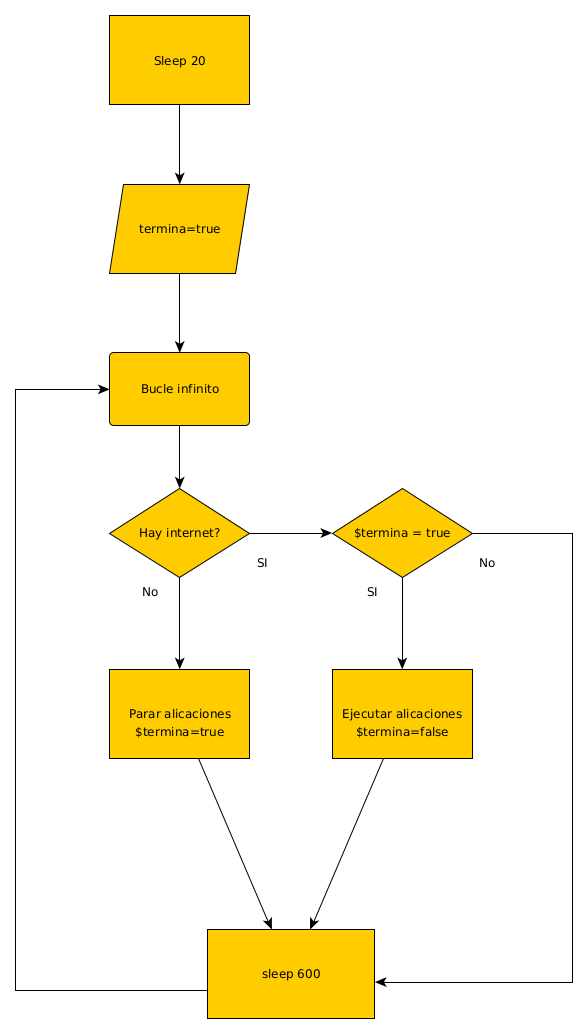 Sleep 20
termina=true
Bucle infinito
Hay internet?
$termina = true
SI
No
No
SI
Parar alicaciones
$termina=true
Ejecutar alicaciones
$termina=false
sleep 600